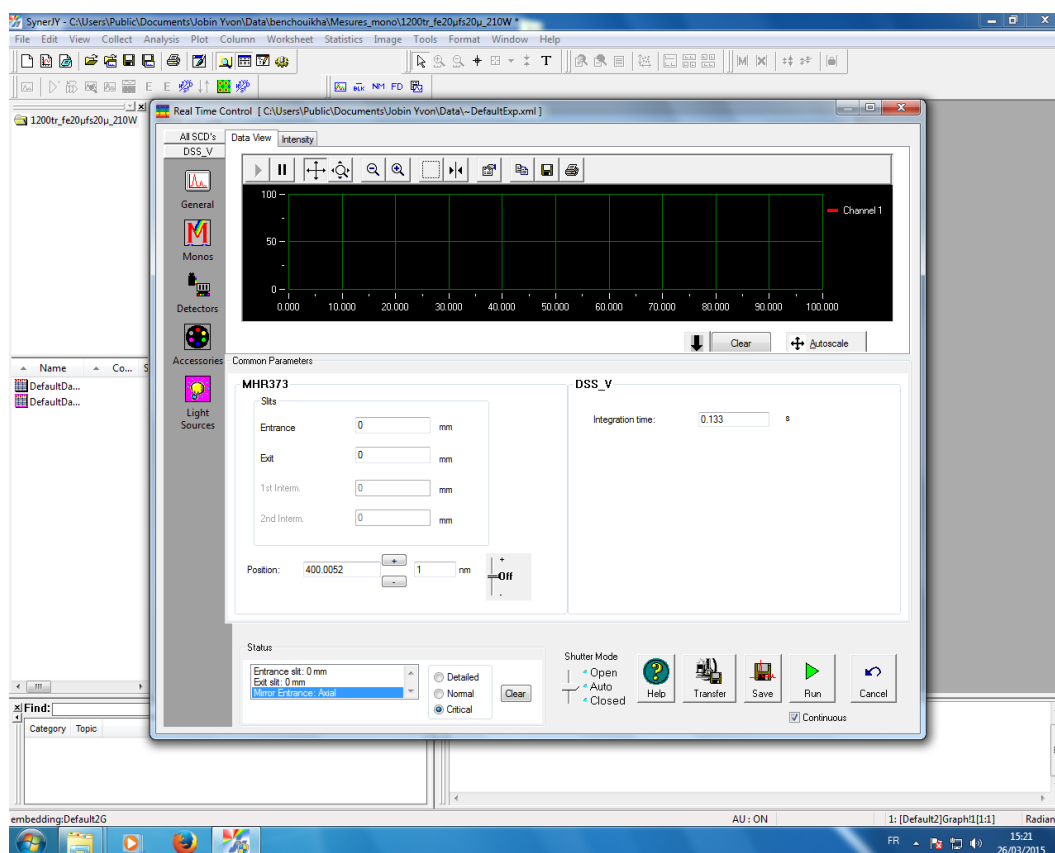 SynerJY - C:\Users\Public\Documents\Jobin Yvon\Data\benchouikha\Mesures_mono\1200tr_fe20µfs20µ_210W *
File Edit View Collect Analysis Plot Column Worksheet Statistics Image Tools Format Window Help
T
M
E E
BLK NM FD
1200tr_fe20µfs20µ_210W
Real Time Control [ C:\Users\Public\Documents\Jobin Yvon\Data\~DefaultExp.xml ]
All SCD's
DSS_V
General
Monos
Detectors
Accessories
Light
Sources
Data View Intensity
100
50
0
0.000 10.000 20.000 30.000 40.000 50.000 60.000 70.000 80.000 90.000 100.000
Channel 1
Clear Autoscale
Name Co... S
DefaultDa...
DefaultDa...
Common Parameters
MHR373
Slits
Entrance 0 mm
Exit 0 mm
1st Interm. 0 mm
2nd Interm. 0 mm
Position: 400.0052 + - 1 nm + Off -
DSS_V
Integration time: 0.133 s
Status
Entrance slit: 0 mm
Exit slit: 0 mm
Mirror Entrance: Axial
Detailed
Normal
Critical
Clear
Shutter Mode
Open
Auto
Closed
Help Transfer Save Run Cancel
Continuous
Find:
Category Topic
embedding:Default2G AU : ON 1: [Default2]Graph!1[1:1] Radian
FR 15:21
26/03/2015